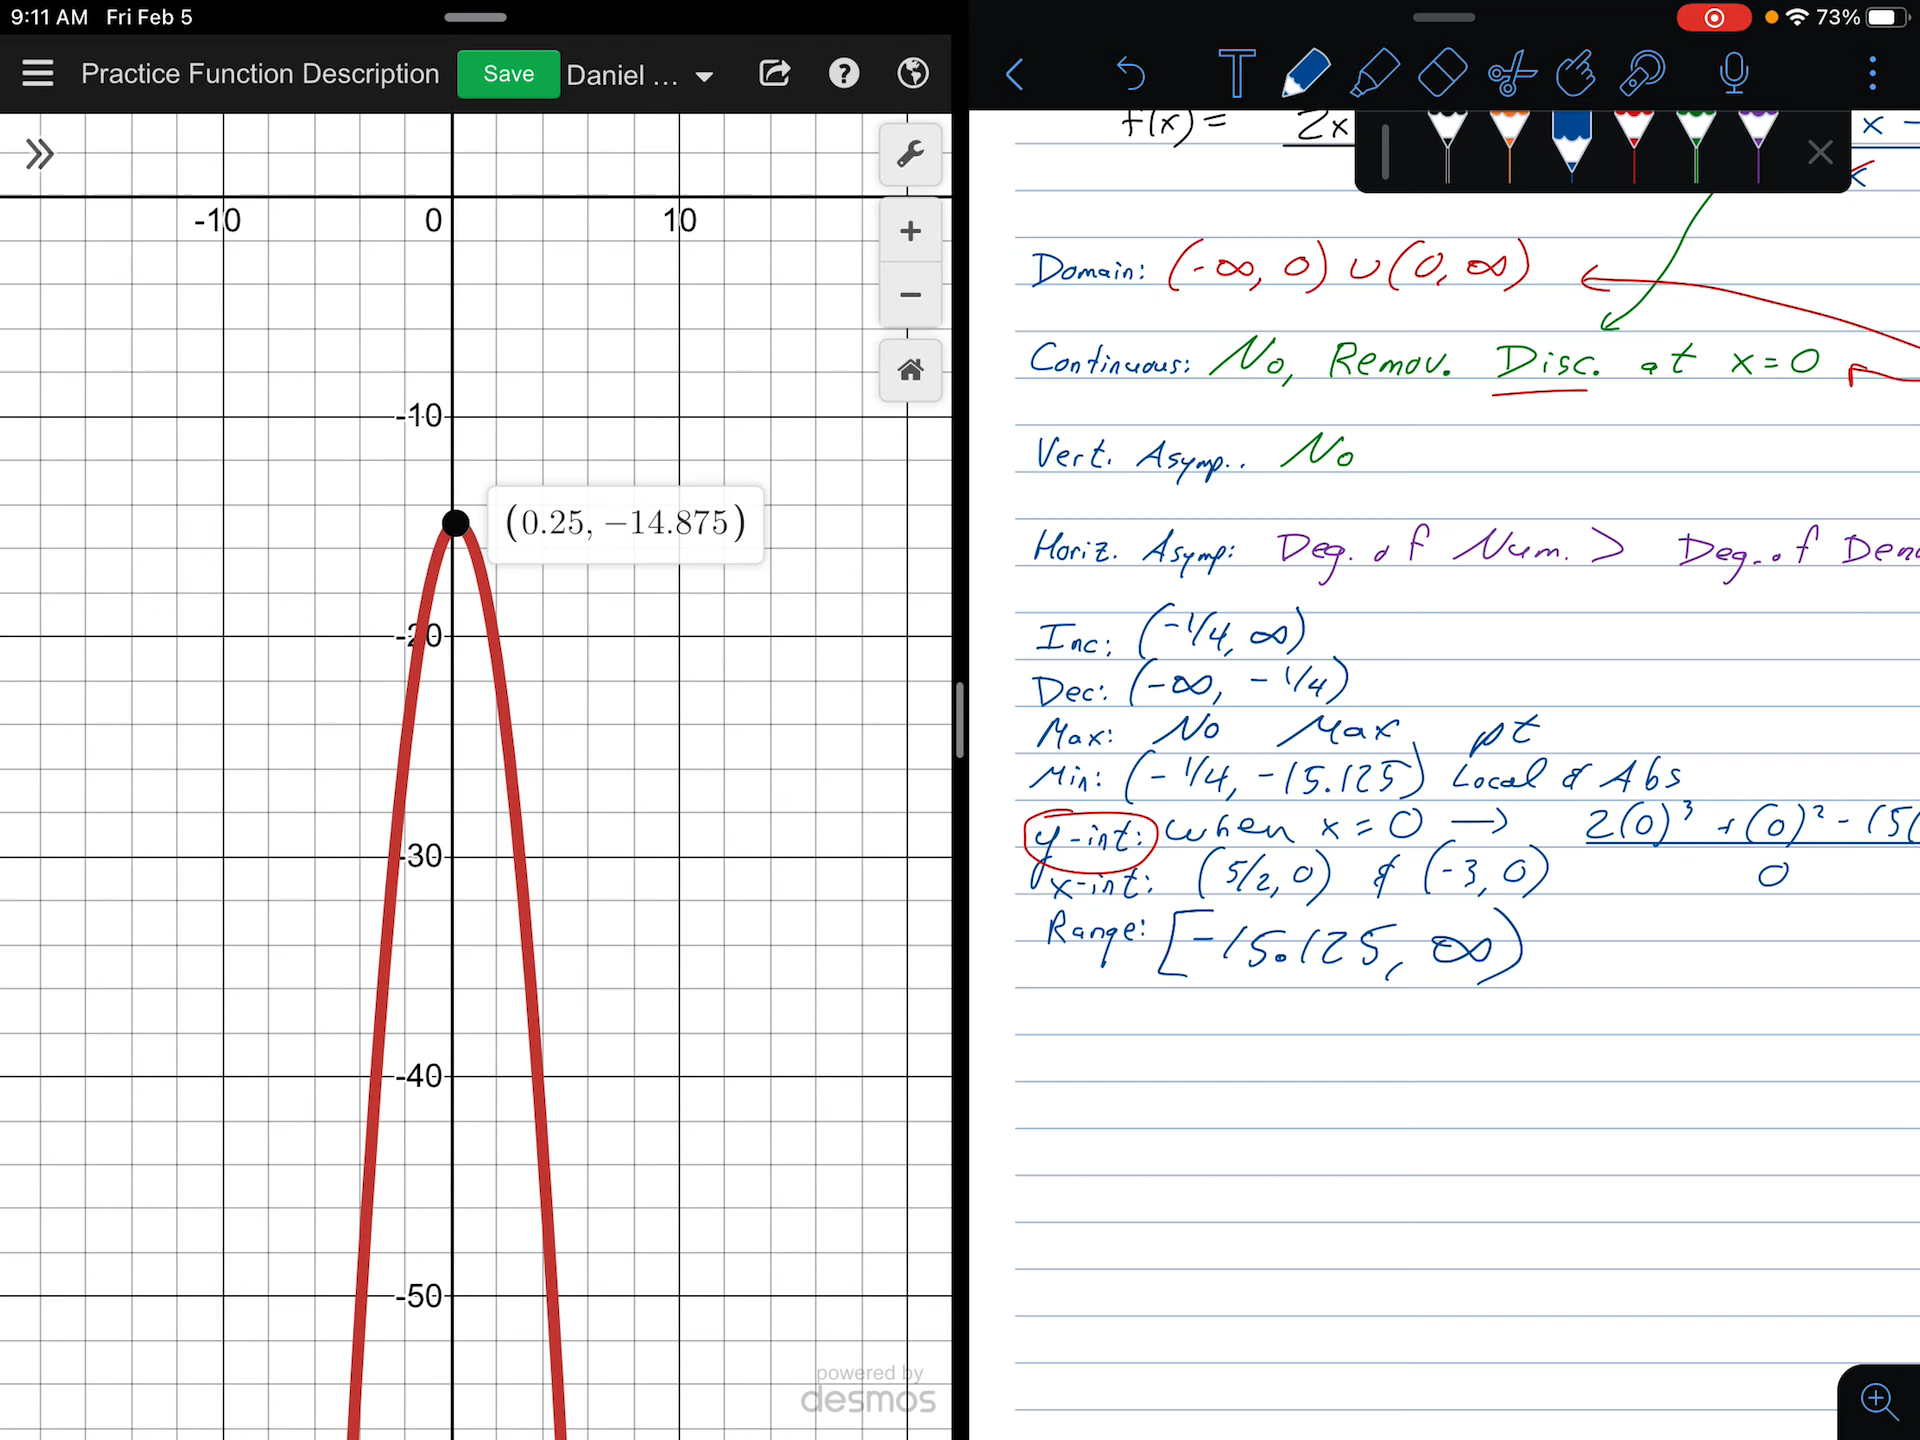 9:11 AM Fri Feb 5
73%
Practice Function Description Save Daniel ...
-10 0 10
-10
(0.25, −14.875)
-20
-30
-40
-50
powered by
desmos
f(x) = 2x x -
Domain: (-∞, 0) ∪ (0, ∞)
Continuous: No, Remov. Disc. at x = 0
Vert. Asymp.. No
Horiz. Asymp: Deg. of Num. > Deg. of Deno
Inc: (-1/4, ∞)
Dec: (-∞, -1/4)
Max: No Max pt
Min: (-1/4, -15.125) Local & Abs
y-int: when x = 0 → 2(0)³ + (0)² - 15(
0
x-int: (5/2, 0) & (-3, 0)
Range: [-15.125, ∞)